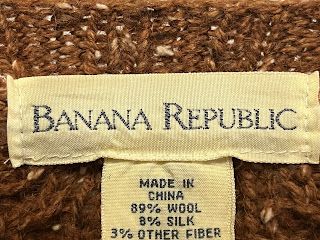 BANANA REPUBLIC
MADE IN
CHINA
89% WOOL
8% SILK
3% OTHER FIBER